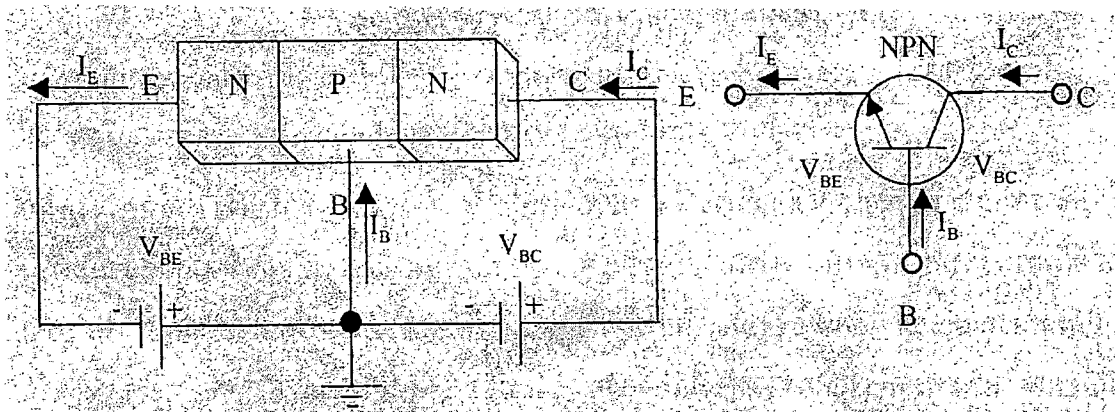 I_E E N P N C I_C
B
I_B
V_BE V_BC
- + - +
NPN
I_E I_C
E C
V_BE V_BC
I_B
B